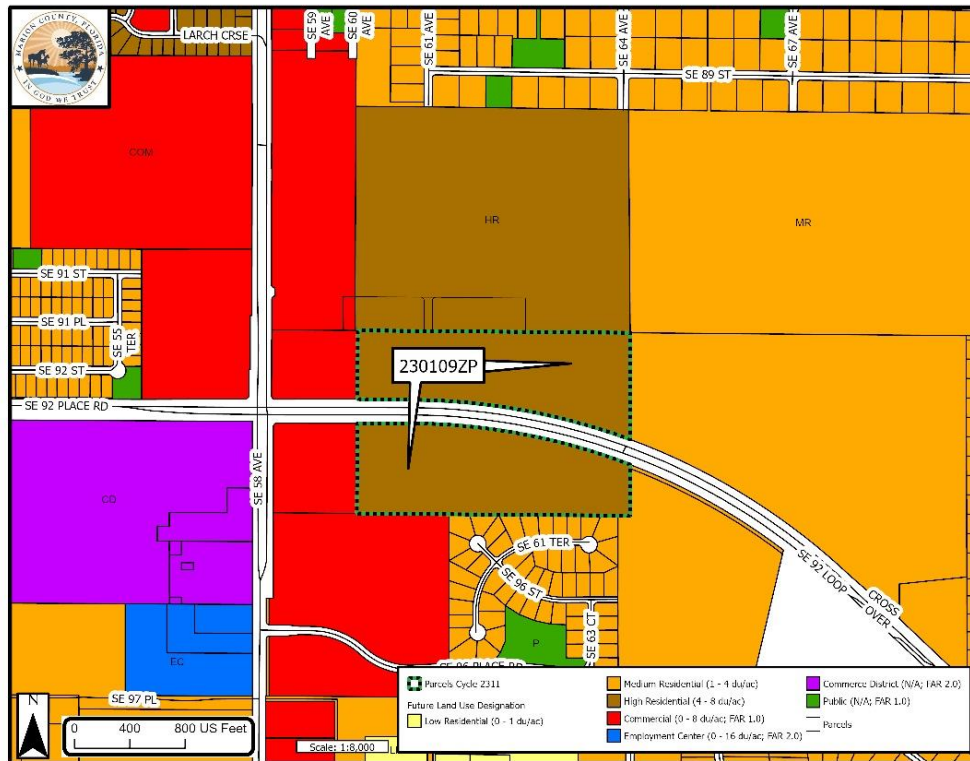 MARION COUNTY, FLORIDA
IN GOD WE TRUST
LARCH CRSE
SE 59 AVE
SE 60 AVE
SE 61 AVE
SE 64 AVE
SE 67 AVE
SE 89 ST
COM
HR
MR
SE 91 ST
SE 91 PL
SE 55 TER
SE 92 ST
SE 92 PLACE RD
230109ZP
SE 58 AVE
CD
SE 61 TER
SE 96 ST
SE 63 CT
SE 92 LOOP
CROSS OVER
P
EC
SE 96 PLACE RD
SE 97 PL
N
0 400 800 US Feet
Scale: 1:8,000
Parcels Cycle 2311
Future Land Use Designation
Low Residential (0 - 1 du/ac)
Medium Residential (1 - 4 du/ac)
High Residential (4 - 8 du/ac)
Commercial (0 - 8 du/ac; FAR 1.0)
Employment Center (0 - 16 du/ac; FAR 2.0)
Commerce District (N/A; FAR 2.0)
Public (N/A; FAR 1.0)
Parcels